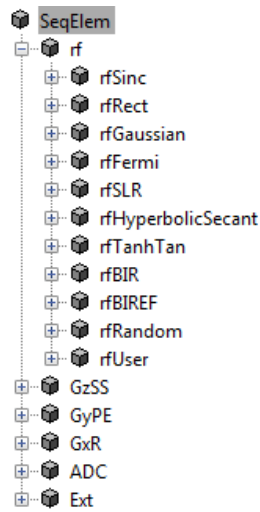 SeqElem
rf
rfSinc
rfRect
rfGaussian
rfFermi
rfSLR
rfHyperbolicSecant
rfTanhTan
rfBIR
rfBIREF
rfRandom
rfUser
GzSS
GyPE
GxR
ADC
Ext